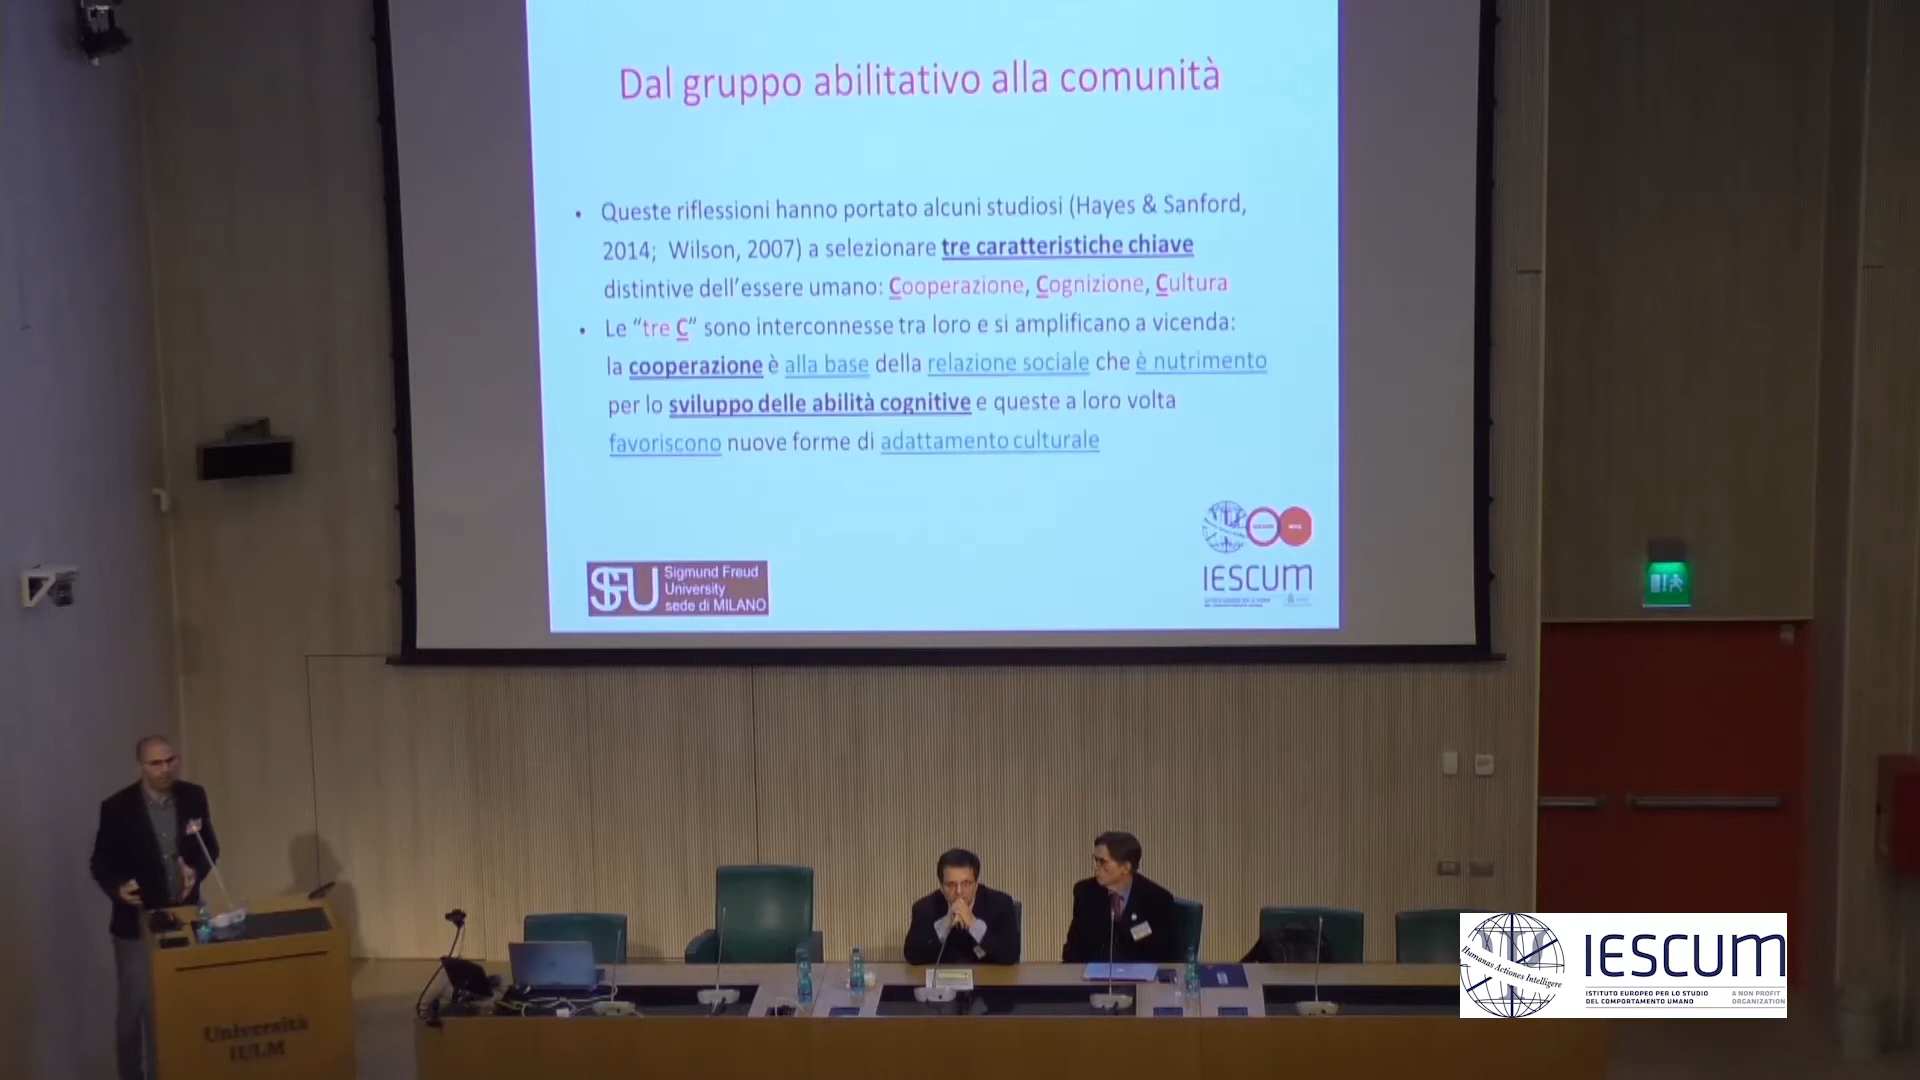 Dal gruppo abilitativo alla comunità
• Queste riflessioni hanno portato alcuni studiosi (Hayes & Sanford,
2014; Wilson, 2007) a selezionare tre caratteristiche chiave
distintive dell'essere umano: Cooperazione, Cognizione, Cultura
• Le "tre C" sono interconnesse tra loro e si amplificano a vicenda:
la cooperazione è alla base della relazione sociale che è nutrimento
per lo sviluppo delle abilità cognitive e queste a loro volta
favoriscono nuove forme di adattamento culturale
SFU
Sigmund Freud
University
sede di MILANO
IESCUM
Università
IULM
Humanas Actiones Intelligere
IESCUM
ISTITUTO EUROPEO PER LO STUDIO
DEL COMPORTAMENTO UMANO
A NON PROFIT
ORGANIZATION